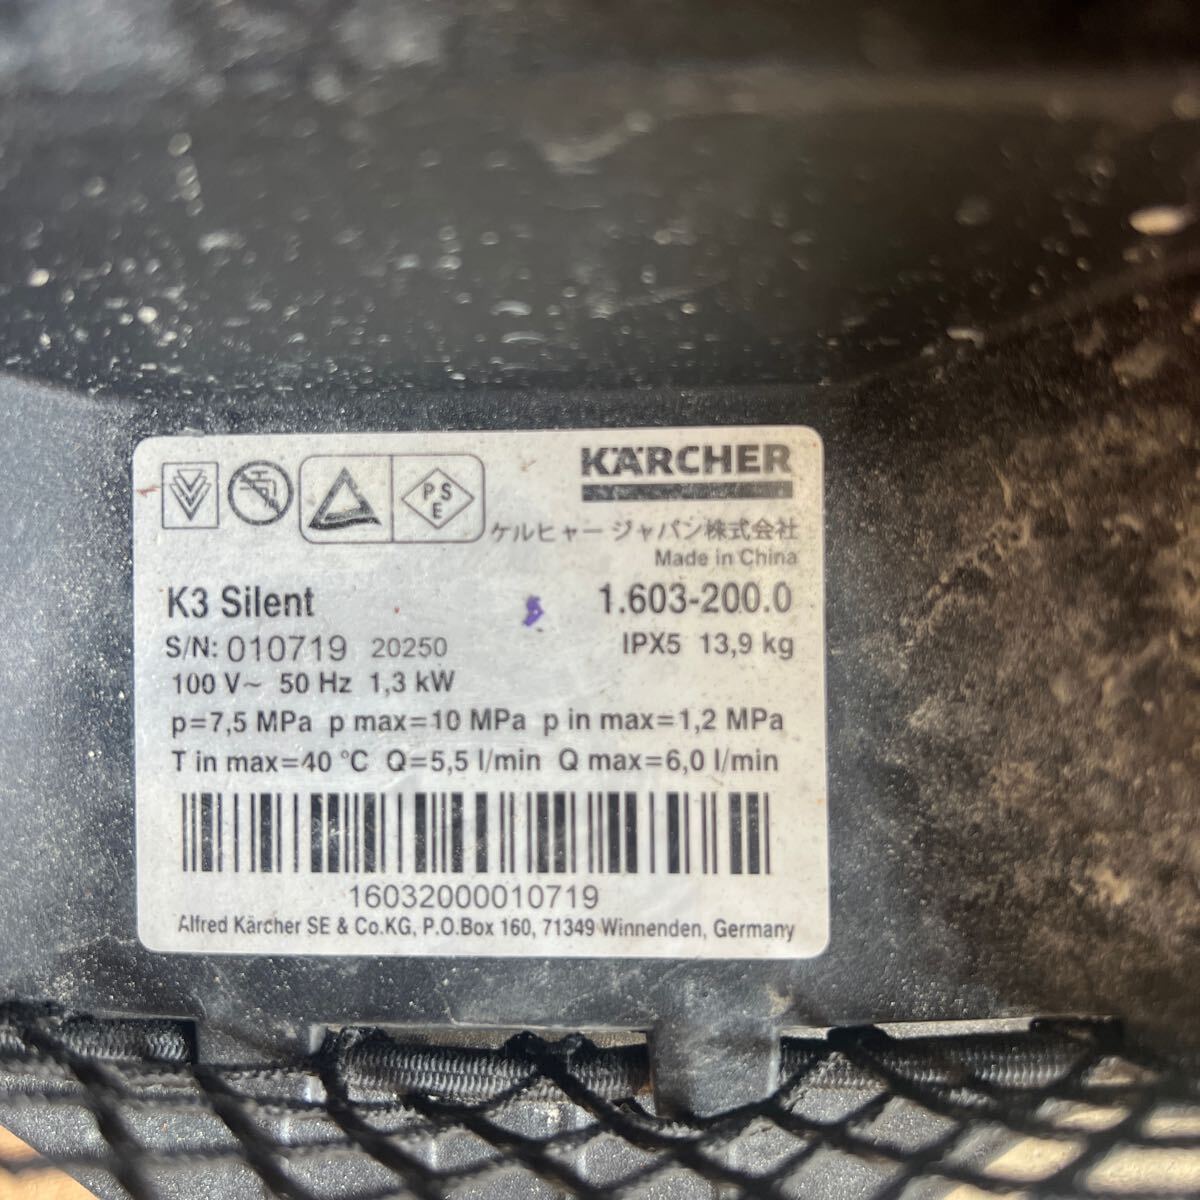 KÄRCHER
PSE
ケルヒャー ジャパン株式会社
Made in China
K3 Silent 1.603-200.0
S/N: 010719 20250 IPX5 13,9 kg
100 V~ 50 Hz 1,3 kW
p=7,5 MPa p max=10 MPa p in max=1,2 MPa
T in max=40 °C Q=5,5 l/min Q max=6,0 l/min
16032000010719
Alfred Kärcher SE & Co.KG, P.O.Box 160, 71349 Winnenden, Germany